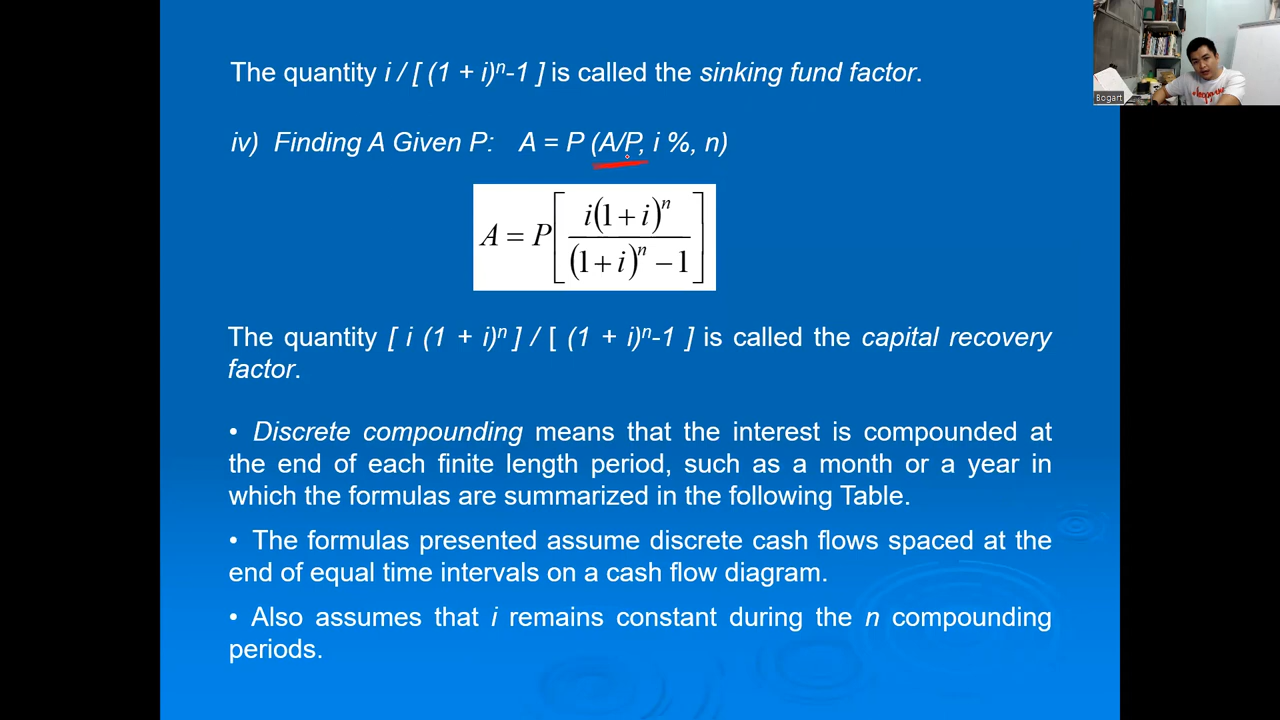 The quantity i / [ (1 + i)ⁿ-1 ] is called the sinking fund factor.
Bogart
iv) Finding A Given P: A = P (A/P, i %, n)
A = P[ i(1 + i)ⁿ / (1 + i)ⁿ − 1 ]
The quantity [ i (1 + i)ⁿ ] / [ (1 + i)ⁿ-1 ] is called the capital recovery
factor.
• Discrete compounding means that the interest is compounded at
the end of each finite length period, such as a month or a year in
which the formulas are summarized in the following Table.
• The formulas presented assume discrete cash flows spaced at the
end of equal time intervals on a cash flow diagram.
• Also assumes that i remains constant during the n compounding
periods.